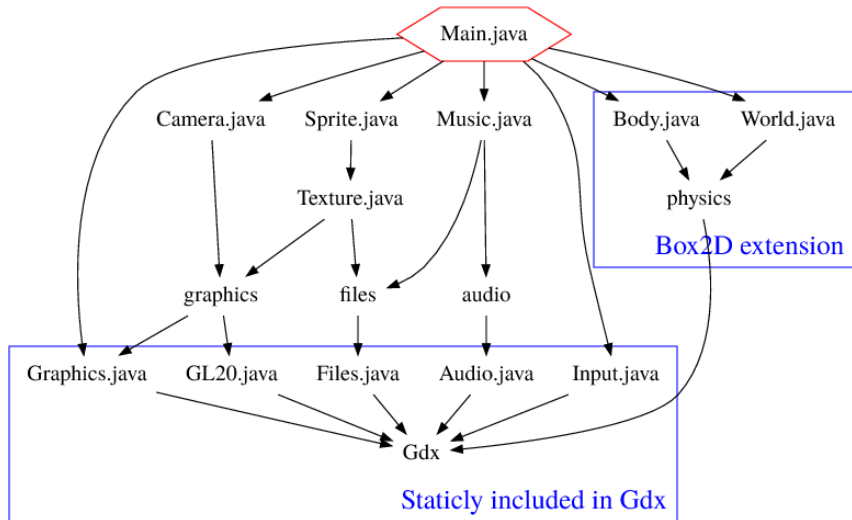 Main.java
Camera.java Sprite.java Music.java Body.java World.java
Texture.java physics
Box2D extension
graphics files audio
Graphics.java GL20.java Files.java Audio.java Input.java
Gdx
Staticly included in Gdx